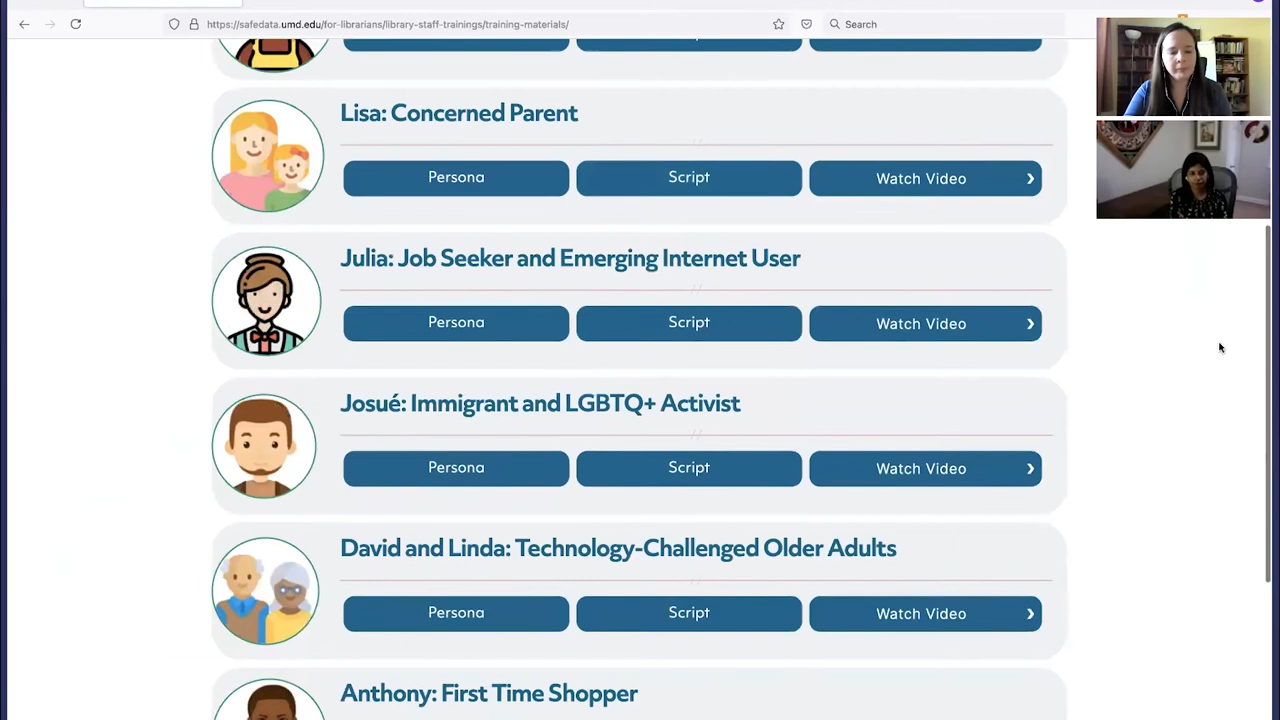 https://safedata.umd.edu/for-librarians/library-staff-trainings/training-materials/
Search
Lisa: Concerned Parent
Persona Script Watch Video ›
Julia: Job Seeker and Emerging Internet User
Persona Script Watch Video ›
Josué: Immigrant and LGBTQ+ Activist
Persona Script Watch Video ›
David and Linda: Technology-Challenged Older Adults
Persona Script Watch Video ›
Anthony: First Time Shopper